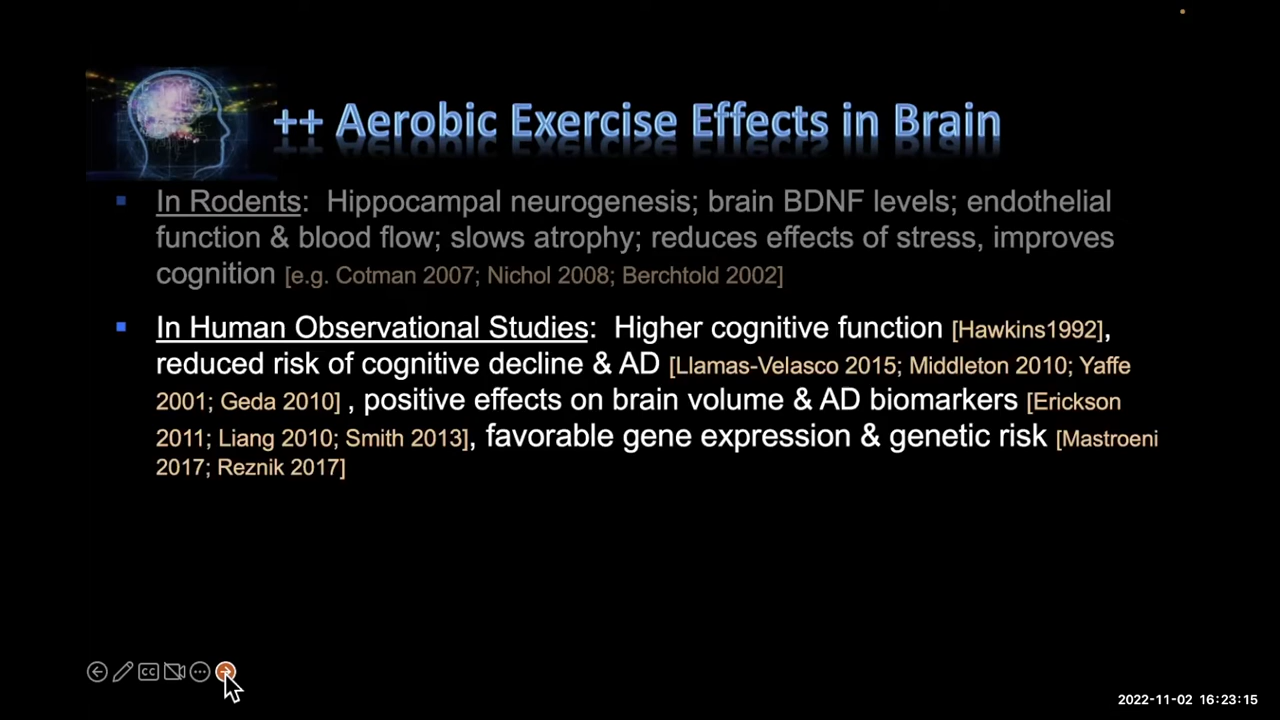 ++ Aerobic Exercise Effects in Brain
▪ In Rodents: Hippocampal neurogenesis; brain BDNF levels; endothelial
function & blood flow; slows atrophy; reduces effects of stress, improves
cognition [e.g. Cotman 2007; Nichol 2008; Berchtold 2002]
▪ In Human Observational Studies: Higher cognitive function [Hawkins1992],
reduced risk of cognitive decline & AD [Llamas-Velasco 2015; Middleton 2010; Yaffe
2001; Geda 2010] , positive effects on brain volume & AD biomarkers [Erickson
2011; Liang 2010; Smith 2013], favorable gene expression & genetic risk [Mastroeni
2017; Reznik 2017]
CC
2022-11-02 16:23:15